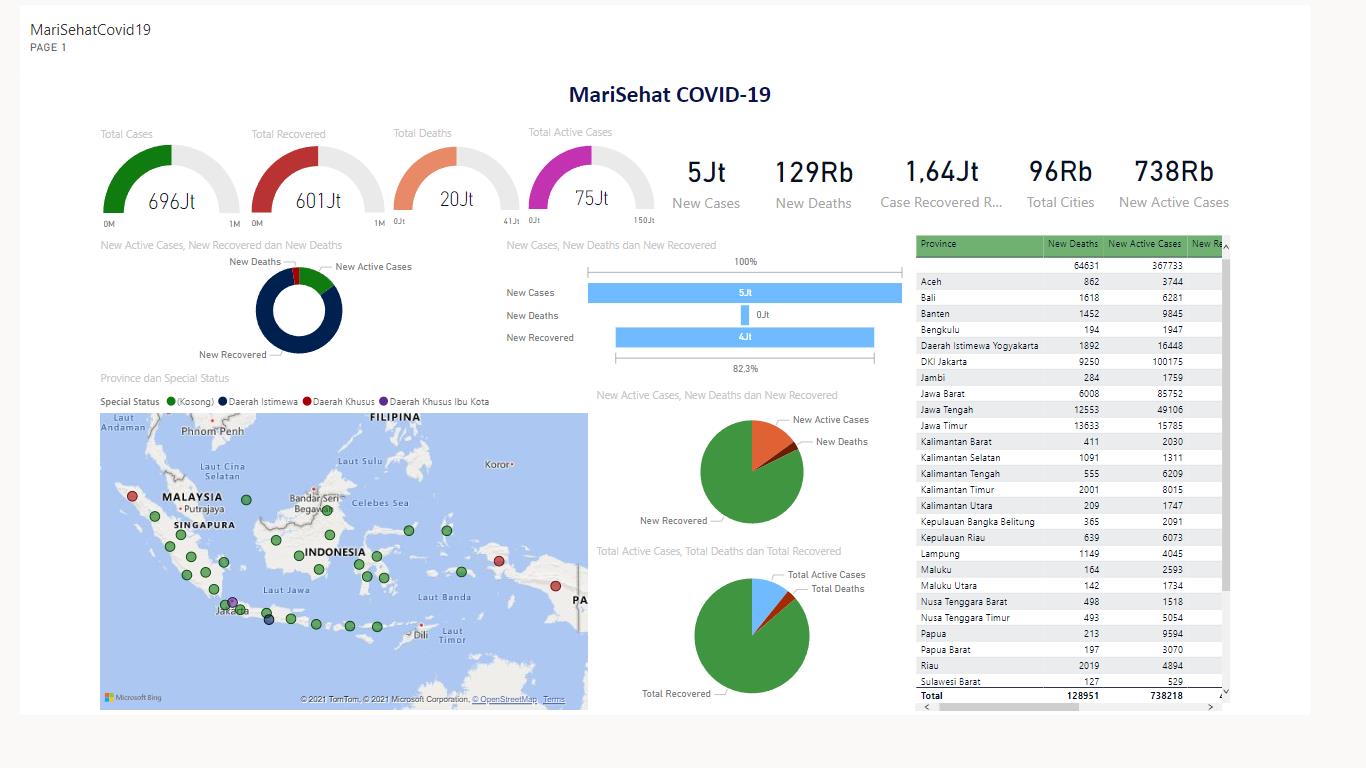 MariSehatCovid19
PAGE 1
MariSehat COVID-19
Total Cases
696Jt
0M
1M
Total Recovered
601Jt
0M
1M
Total Deaths
20Jt
0Jt
41Jt
Total Active Cases
75Jt
0Jt
150Jt
5Jt
New Cases
129Rb
New Deaths
1,64Jt
Case Recovered R...
96Rb
Total Cities
738Rb
New Active Cases
New Active Cases, New Recovered dan New Deaths
New Deaths
New Active Cases
New Recovered
New Cases, New Deaths dan New Recovered
100%
New Cases 5Jt
New Deaths 0Jt
New Recovered 4Jt
82,3%
Province dan Special Status
Special Status (Kosong) Daerah Istimewa Daerah Khusus Daerah Khusus Ibu Kota
Laut
Andaman
Phnom Penh
FILIPINA
Laut Cina
Selatan
Laut Sulu
Koror
MALAYSIA
Putrajaya
Bandar Seri
Begawan
Celebes Sea
SINGAPURA
INDONESIA
Laut Jawa
Laut Banda
PA
Jakarta
Dili
Laut
Timor
Microsoft Bing
© 2021 TomTom, © 2021 Microsoft Corporation, © OpenStreetMap Terms
New Active Cases, New Deaths dan New Recovered
New Active Cases
New Deaths
New Recovered
Total Active Cases, Total Deaths dan Total Recovered
Total Active Cases
Total Deaths
Total Recovered
Province New Deaths New Active Cases New Re
64631 367733
Aceh 862 3744
Bali 1618 6281
Banten 1452 9845
Bengkulu 194 1947
Daerah Istimewa Yogyakarta 1892 16448
DKI Jakarta 9250 100175
Jambi 284 1759
Jawa Barat 6008 85752
Jawa Tengah 12553 49106
Jawa Timur 13633 15785
Kalimantan Barat 411 2030
Kalimantan Selatan 1091 1311
Kalimantan Tengah 555 6209
Kalimantan Timur 2001 8015
Kalimantan Utara 209 1747
Kepulauan Bangka Belitung 365 2091
Kepulauan Riau 639 6073
Lampung 1149 4045
Maluku 164 2593
Maluku Utara 142 1734
Nusa Tenggara Barat 498 1518
Nusa Tenggara Timur 493 5054
Papua 213 9594
Papua Barat 197 3070
Riau 2019 4894
Sulawesi Barat 127 529
Total 128951 738218